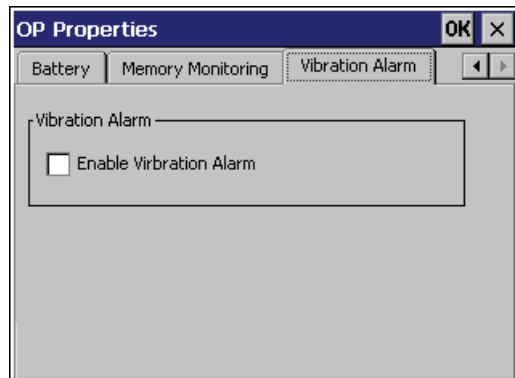 OP Properties OK ×
Battery Memory Monitoring Vibration Alarm
Vibration Alarm
Enable Virbration Alarm